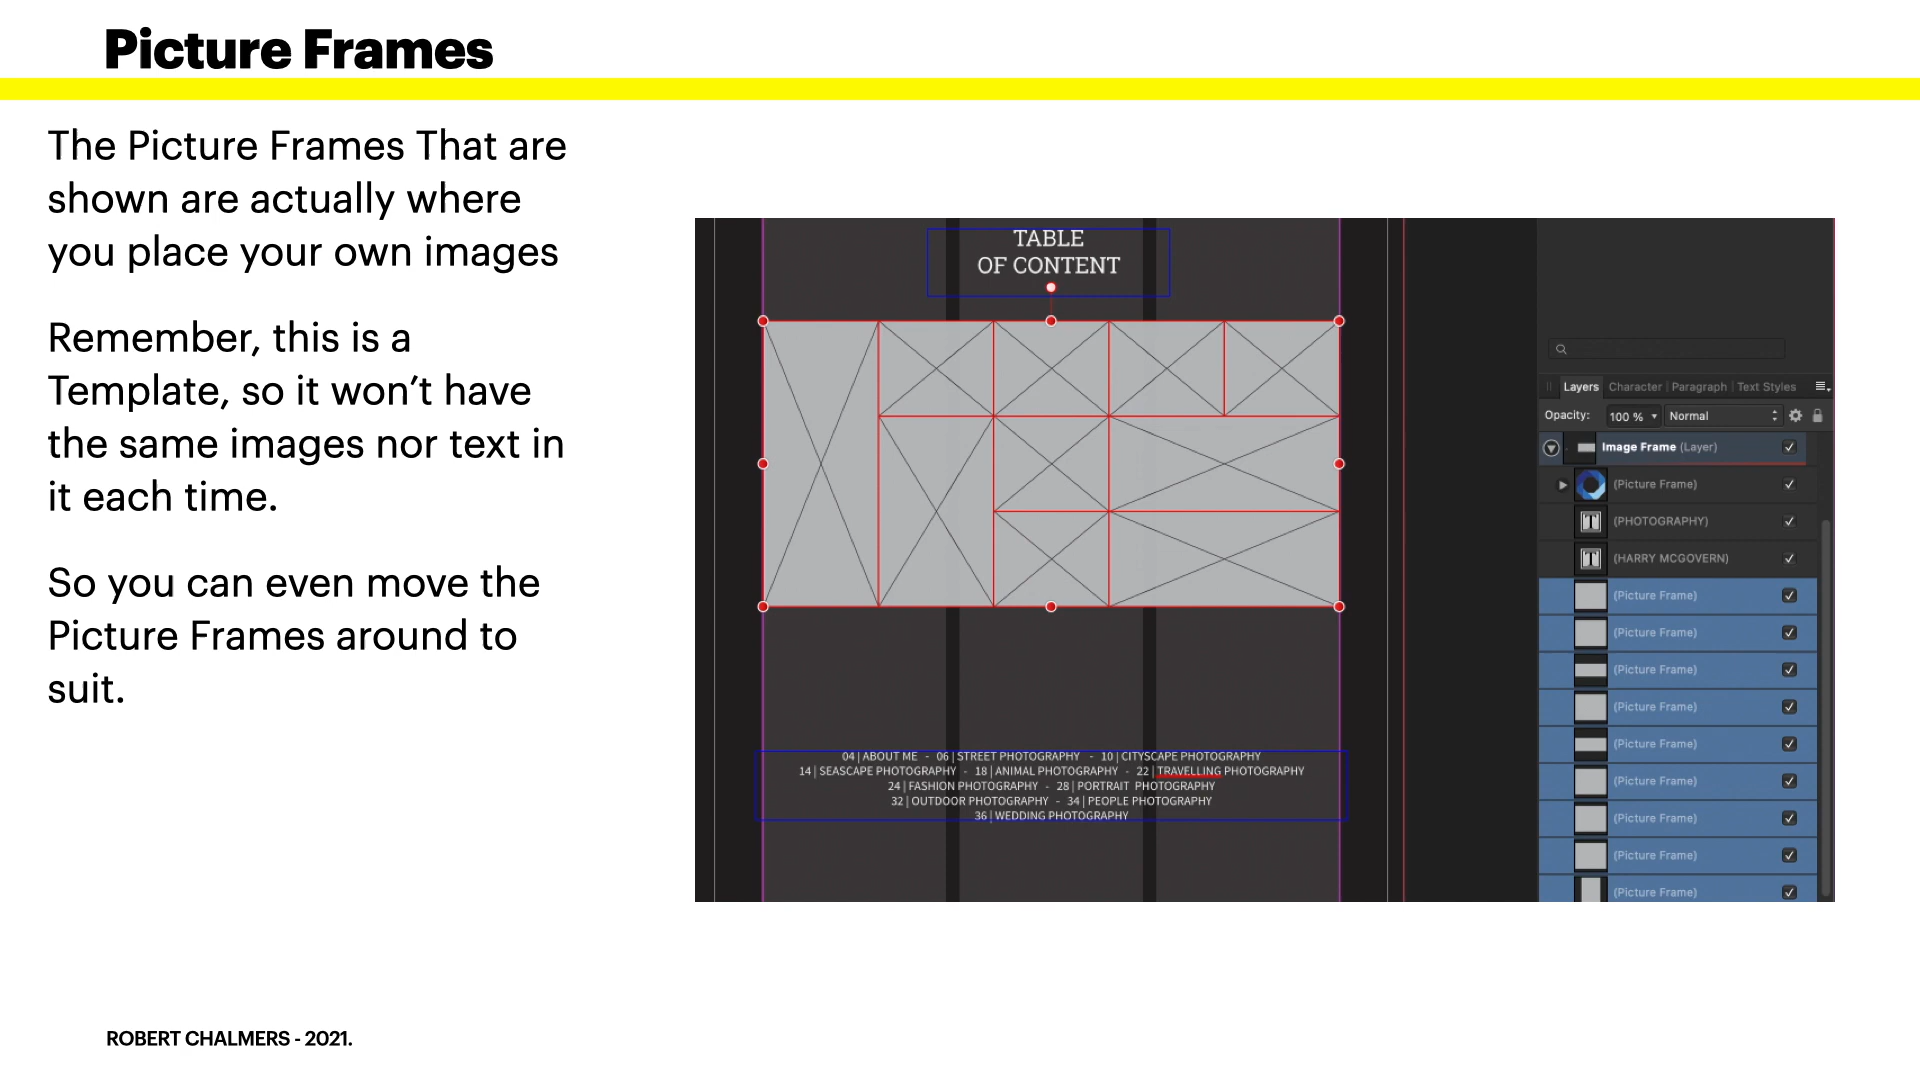 Picture Frames
The Picture Frames That are
shown are actually where
you place your own images
Remember, this is a
Template, so it won’t have
the same images nor text in
it each time.
So you can even move the
Picture Frames around to
suit.
TABLE
OF CONTENT
04 | ABOUT ME - 06 | STREET PHOTOGRAPHY - 10 | CITYSCAPE PHOTOGRAPHY
14 | SEASCAPE PHOTOGRAPHY - 18 | ANIMAL PHOTOGRAPHY - 22 | TRAVELLING PHOTOGRAPHY
24 | FASHION PHOTOGRAPHY - 28 | PORTRAIT PHOTOGRAPHY
32 | OUTDOOR PHOTOGRAPHY - 34 | PEOPLE PHOTOGRAPHY
36 | WEDDING PHOTOGRAPHY
Layers Character Paragraph Text Styles
Opacity: 100 % Normal
Image Frame (Layer)
(Picture Frame)
(PHOTOGRAPHY)
(HARRY MCGOVERN)
(Picture Frame)
(Picture Frame)
(Picture Frame)
(Picture Frame)
(Picture Frame)
(Picture Frame)
(Picture Frame)
(Picture Frame)
(Picture Frame)
ROBERT CHALMERS - 2021.